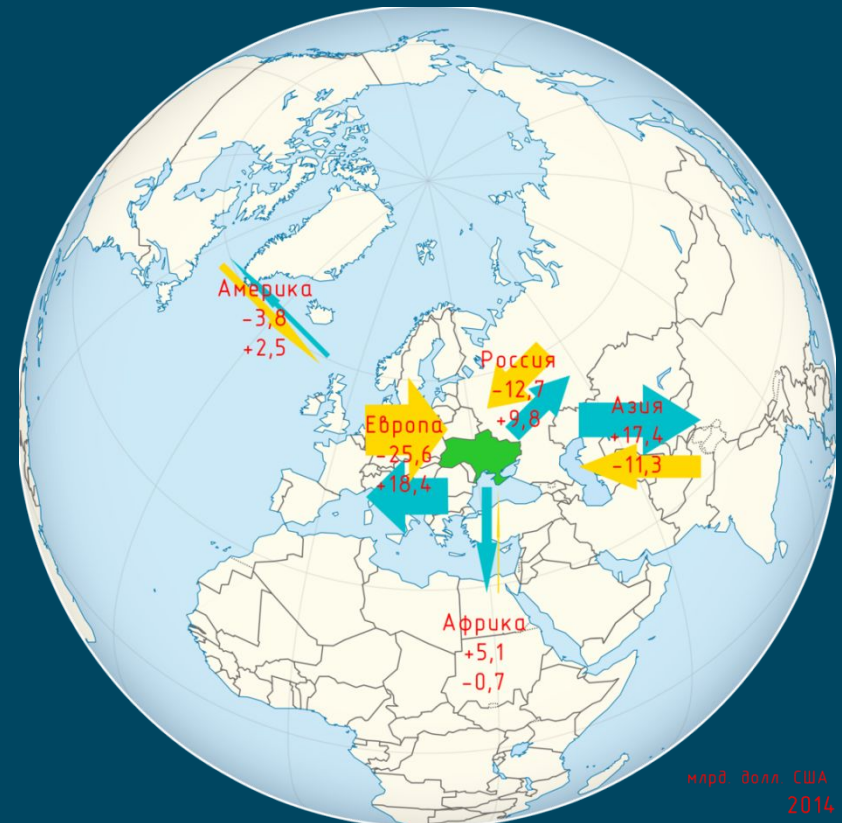 Америка
-3,8
+2,5
Россия
-12,7
+9,8
Азия
+17,4
-11,3
Европа
-25,6
+18,4
Африка
+5,1
-0,7
млрд. долл. США
2014